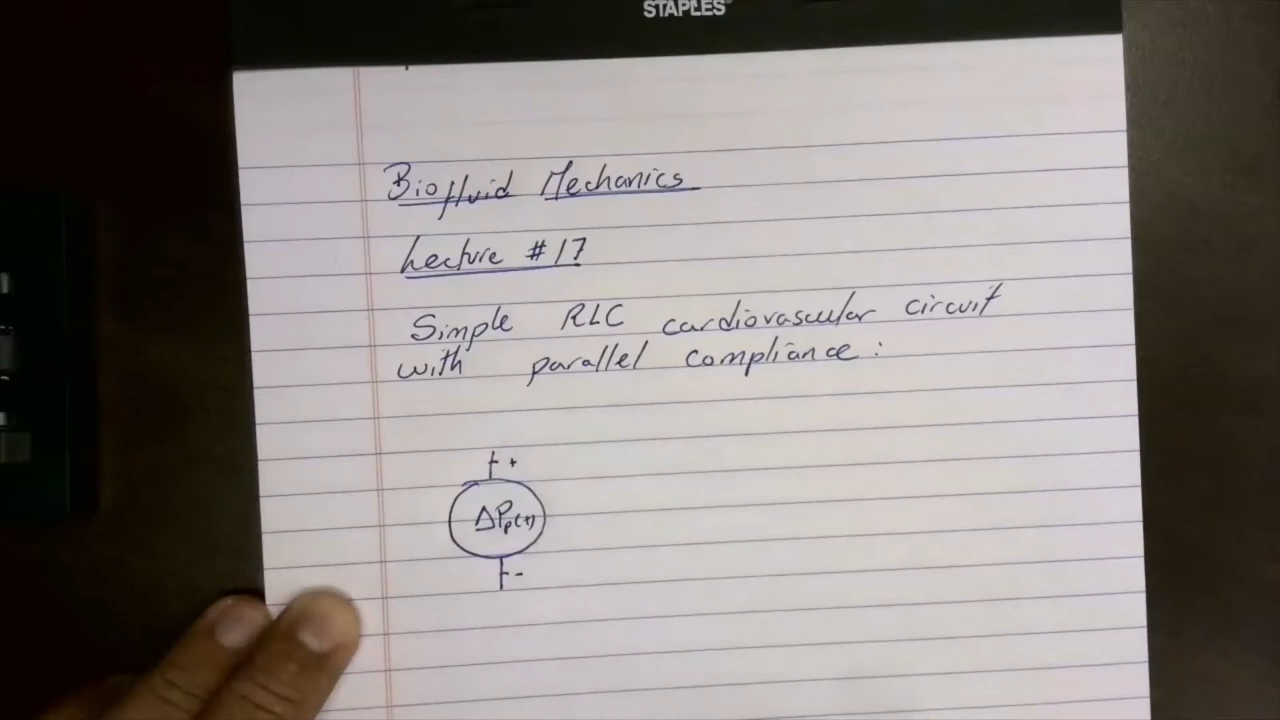 STAPLES
Biofluid Mechanics
Lecture #17
Simple RLC cardiovascular circuit
with parallel compliance:
+
ΔPp(t)
-